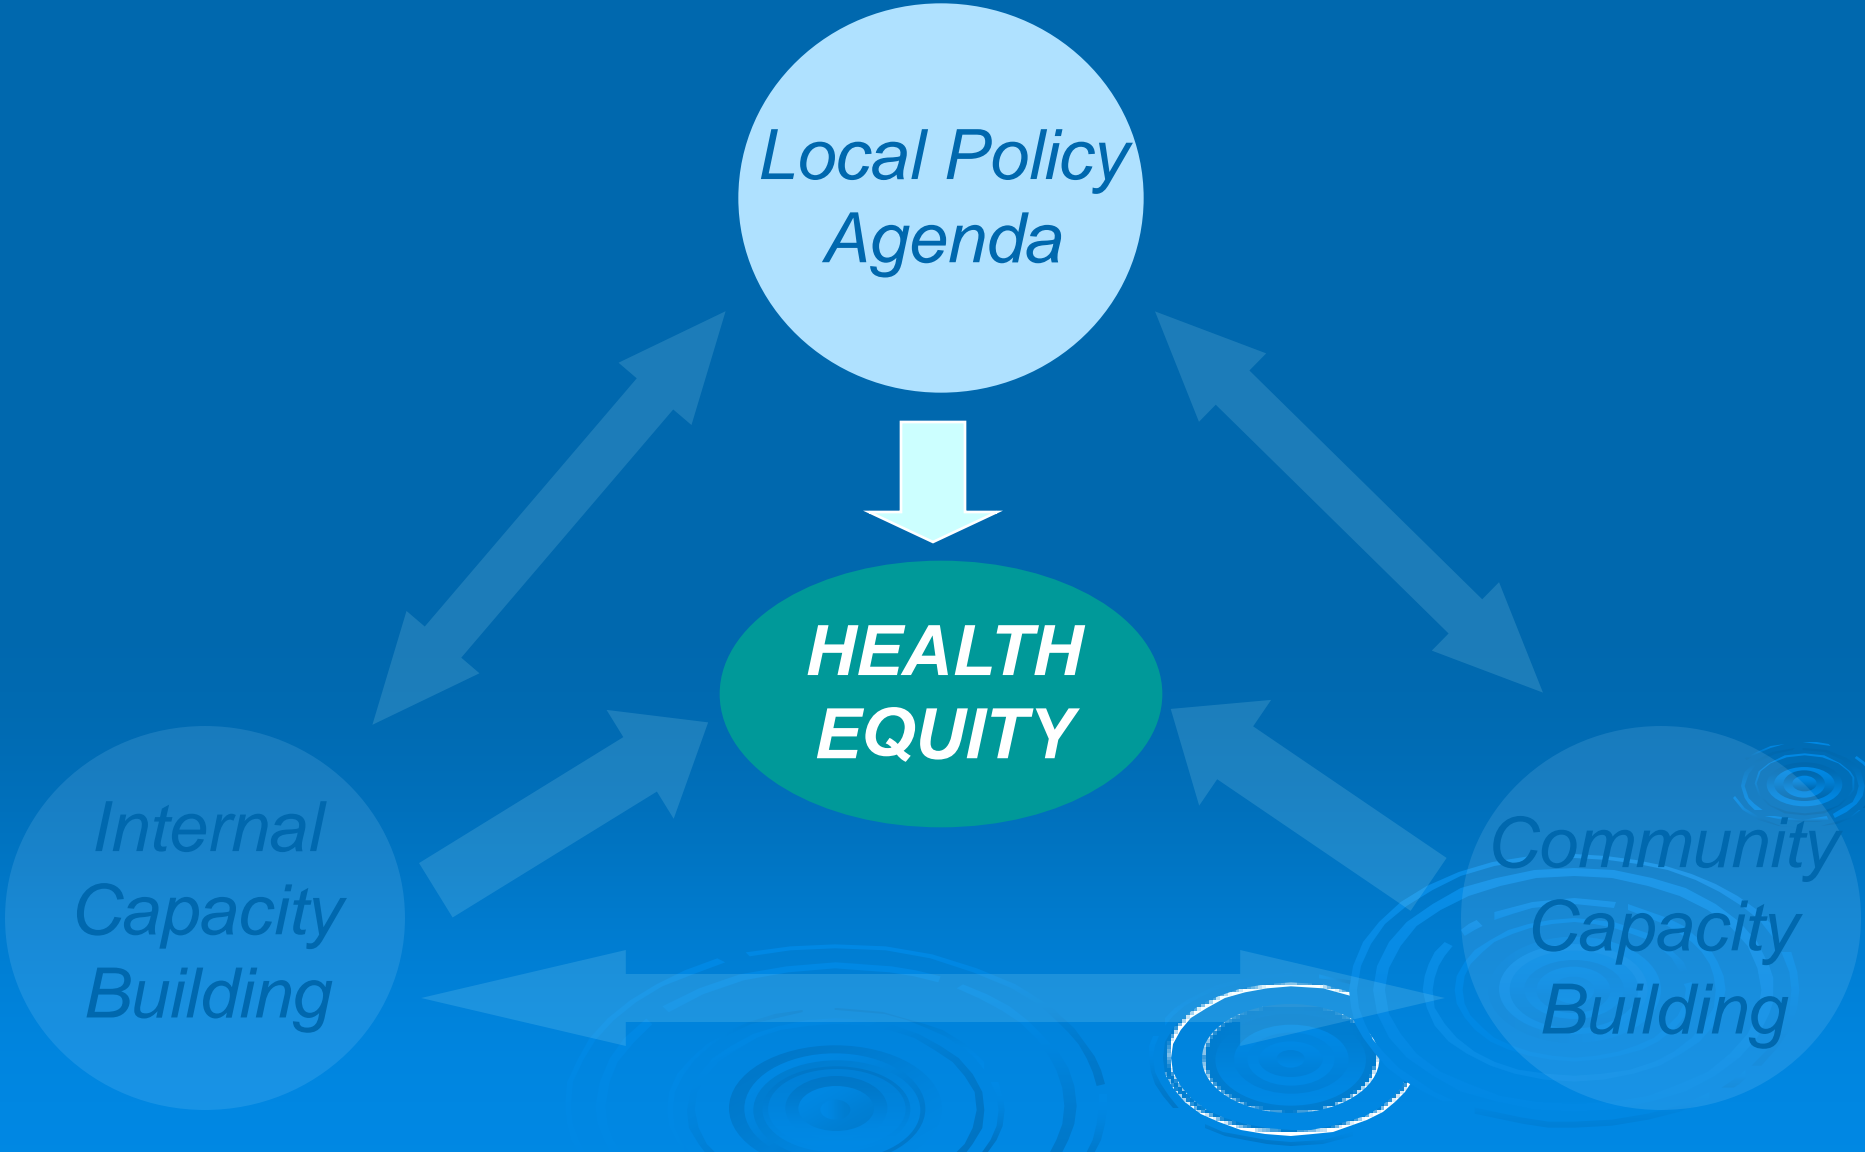 Local Policy
Agenda
HEALTH
EQUITY
Internal
Capacity
Building
Community
Capacity
Building